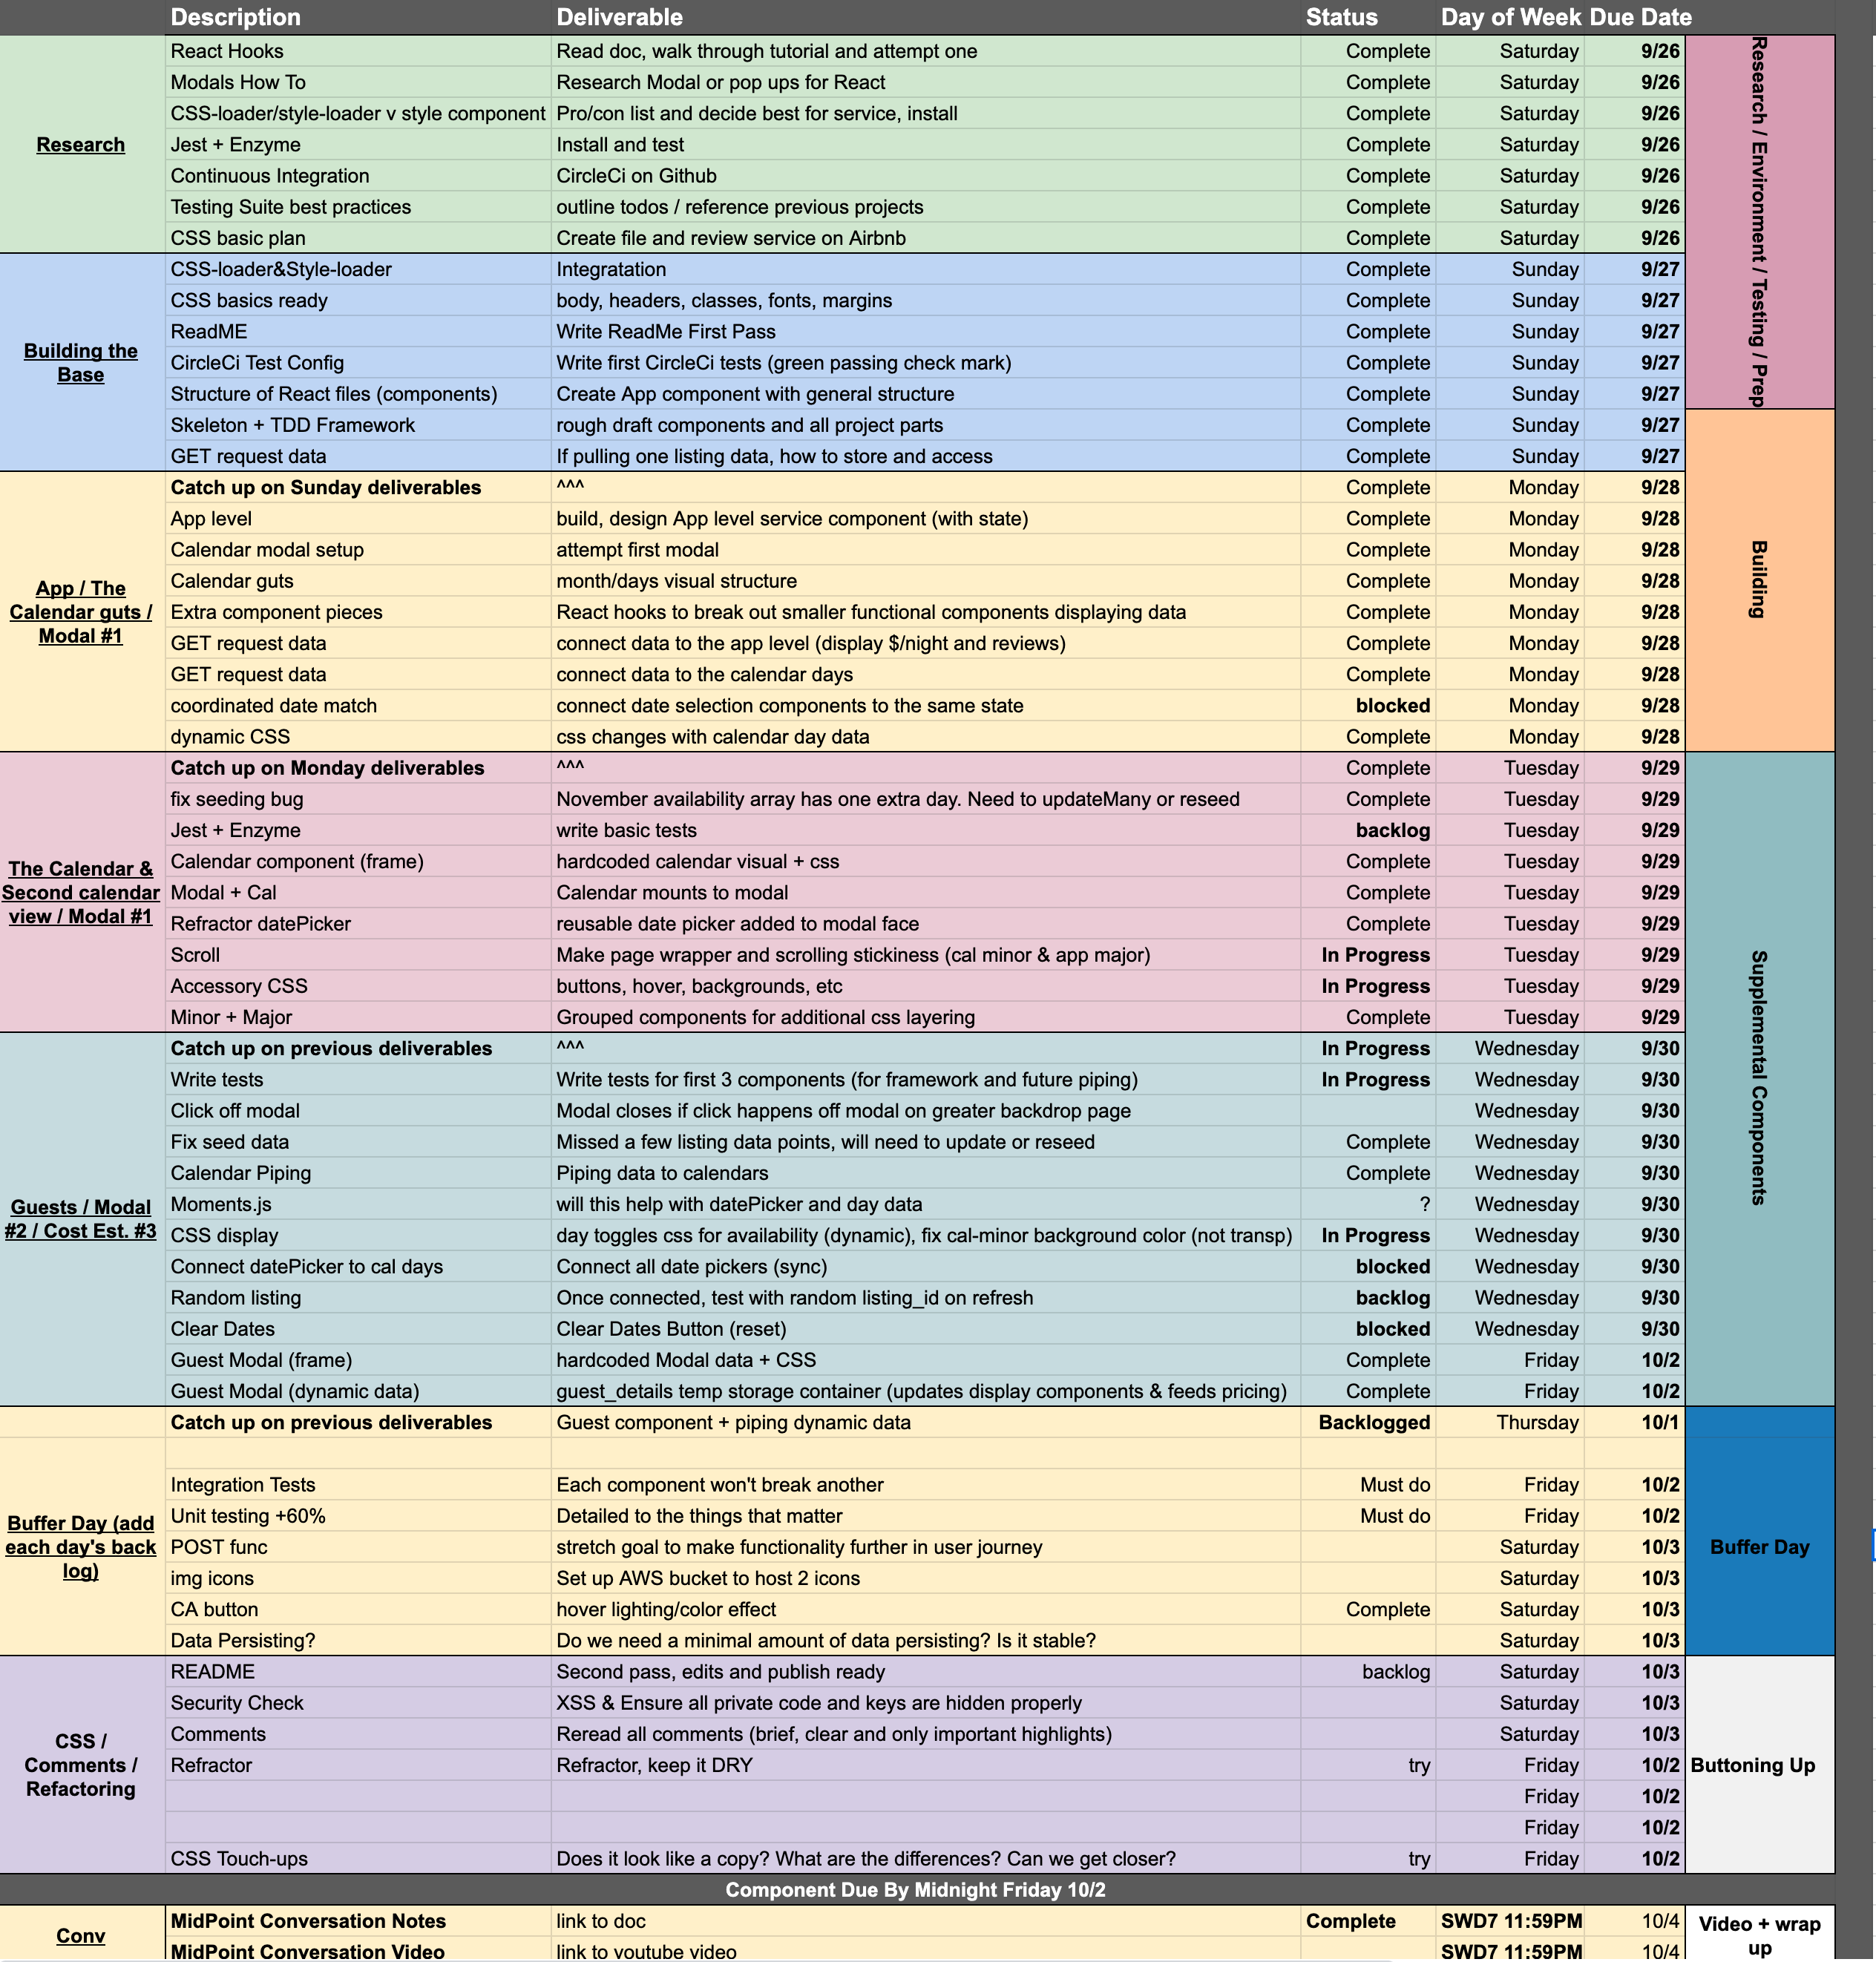 Description Deliverable Status Day of Week Due Date
Research
React Hooks Read doc, walk through tutorial and attempt one Complete Saturday 9/26
Modals How To Research Modal or pop ups for React Complete Saturday 9/26
CSS-loader/style-loader v style component Pro/con list and decide best for service, install Complete Saturday 9/26
Jest + Enzyme Install and test Complete Saturday 9/26
Continuous Integration CircleCi on Github Complete Saturday 9/26
Testing Suite best practices outline todos / reference previous projects Complete Saturday 9/26
CSS basic plan Create file and review service on Airbnb Complete Saturday 9/26
Research / Environment / Testing / Prep
Building the
Base
CSS-loader&Style-loader Integratation Complete Sunday 9/27
CSS basics ready body, headers, classes, fonts, margins Complete Sunday 9/27
ReadME Write ReadMe First Pass Complete Sunday 9/27
CircleCi Test Config Write first CircleCi tests (green passing check mark) Complete Sunday 9/27
Structure of React files (components) Create App component with general structure Complete Sunday 9/27
Skeleton + TDD Framework rough draft components and all project parts Complete Sunday 9/27
GET request data If pulling one listing data, how to store and access Complete Sunday 9/27
Building
App / The
Calendar guts /
Modal #1
Catch up on Sunday deliverables ^^^ Complete Monday 9/28
App level build, design App level service component (with state) Complete Monday 9/28
Calendar modal setup attempt first modal Complete Monday 9/28
Calendar guts month/days visual structure Complete Monday 9/28
Extra component pieces React hooks to break out smaller functional components displaying data Complete Monday 9/28
GET request data connect data to the app level (display $/night and reviews) Complete Monday 9/28
GET request data connect data to the calendar days Complete Monday 9/28
coordinated date match connect date selection components to the same state blocked Monday 9/28
dynamic CSS css changes with calendar day data Complete Monday 9/28
The Calendar &
Second calendar
view / Modal #1
Catch up on Monday deliverables ^^^ Complete Tuesday 9/29
fix seeding bug November availability array has one extra day. Need to updateMany or reseed Complete Tuesday 9/29
Jest + Enzyme write basic tests backlog Tuesday 9/29
Calendar component (frame) hardcoded calendar visual + css Complete Tuesday 9/29
Modal + Cal Calendar mounts to modal Complete Tuesday 9/29
Refractor datePicker reusable date picker added to modal face Complete Tuesday 9/29
Scroll Make page wrapper and scrolling stickiness (cal minor & app major) In Progress Tuesday 9/29
Accessory CSS buttons, hover, backgrounds, etc In Progress Tuesday 9/29
Minor + Major Grouped components for additional css layering Complete Tuesday 9/29
Supplemental Components
Guests / Modal
#2 / Cost Est. #3
Catch up on previous deliverables ^^^ In Progress Wednesday 9/30
Write tests Write tests for first 3 components (for framework and future piping) In Progress Wednesday 9/30
Click off modal Modal closes if click happens off modal on greater backdrop page Wednesday 9/30
Fix seed data Missed a few listing data points, will need to update or reseed Complete Wednesday 9/30
Calendar Piping Piping data to calendars Complete Wednesday 9/30
Moments.js will this help with datePicker and day data ? Wednesday 9/30
CSS display day toggles css for availability (dynamic), fix cal-minor background color (not transp) In Progress Wednesday 9/30
Connect datePicker to cal days Connect all date pickers (sync) blocked Wednesday 9/30
Random listing Once connected, test with random listing_id on refresh backlog Wednesday 9/30
Clear Dates Clear Dates Button (reset) blocked Wednesday 9/30
Guest Modal (frame) hardcoded Modal data + CSS Complete Friday 10/2
Guest Modal (dynamic data) guest_details temp storage container (updates display components & feeds pricing) Complete Friday 10/2
Catch up on previous deliverables Guest component + piping dynamic data Backlogged Thursday 10/1
Buffer Day (add
each day's back
log)
Integration Tests Each component won't break another Must do Friday 10/2
Unit testing +60% Detailed to the things that matter Must do Friday 10/2
POST func stretch goal to make functionality further in user journey Saturday 10/3
img icons Set up AWS bucket to host 2 icons Saturday 10/3
CA button hover lighting/color effect Complete Saturday 10/3
Data Persisting? Do we need a minimal amount of data persisting? Is it stable? Saturday 10/3
Buffer Day
CSS /
Comments /
Refactoring
README Second pass, edits and publish ready backlog Saturday 10/3
Security Check XSS & Ensure all private code and keys are hidden properly Saturday 10/3
Comments Reread all comments (brief, clear and only important highlights) Saturday 10/3
Refractor Refractor, keep it DRY try Friday 10/2
Friday 10/2
Friday 10/2
CSS Touch-ups Does it look like a copy? What are the differences? Can we get closer? try Friday 10/2
Buttoning Up
Component Due By Midnight Friday 10/2
Conv
MidPoint Conversation Notes link to doc Complete SWD7 11:59PM 10/4
MidPoint Conversation Video link to youtube video SWD7 11:59PM 10/4
Video + wrap
up